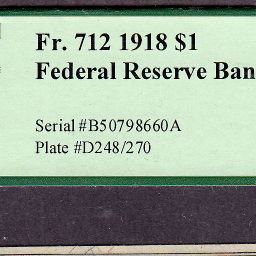 Fr. 712 1918 $1
Federal Reserve Ban
Serial #B50798660A
Plate #D248/270